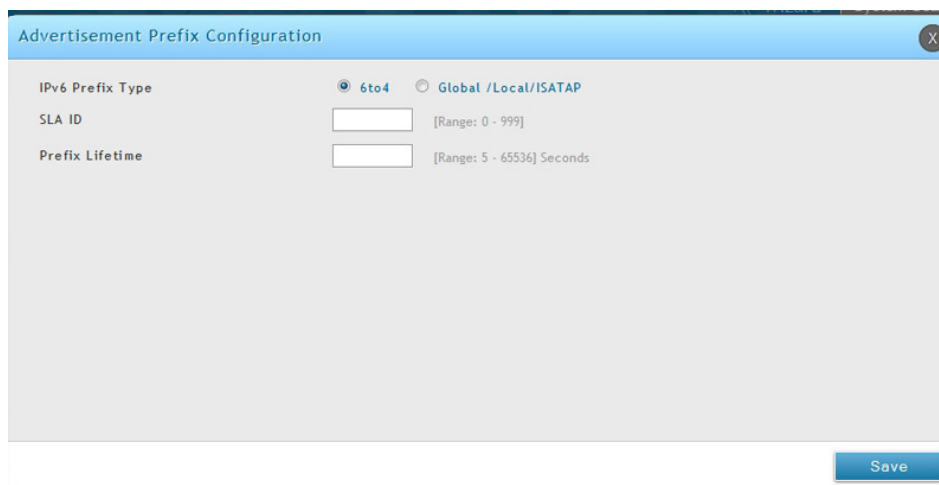 Advertisement Prefix Configuration
X
IPv6 Prefix Type 6to4 Global /Local/ISATAP
SLA ID [Range: 0 - 999]
Prefix Lifetime [Range: 5 - 65536] Seconds
Save